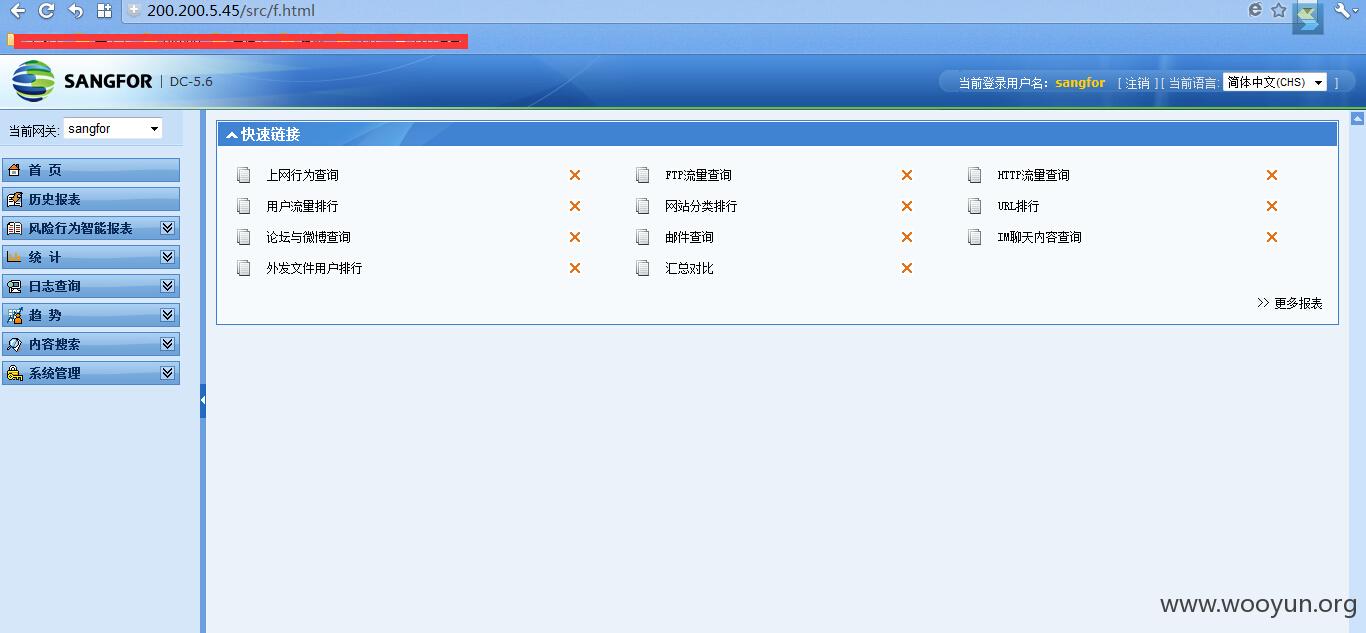 200.200.5.45/src/f.html
SANGFOR | DC-5.6
当前登录用户名: sangfor [ 注销 ] [ 当前语言: 简体中文(CHS) ]
当前网关: sangfor
首 页
历史报表
风险行为智能报表
统 计
日志查询
趋 势
内容搜索
系统管理
快速链接
上网行为查询 FTP流量查询 HTTP流量查询
用户流量排行 网站分类排行 URL排行
论坛与微博查询 邮件查询 IM聊天内容查询
外发文件用户排行 汇总对比
>> 更多报表
www.wooyun.org